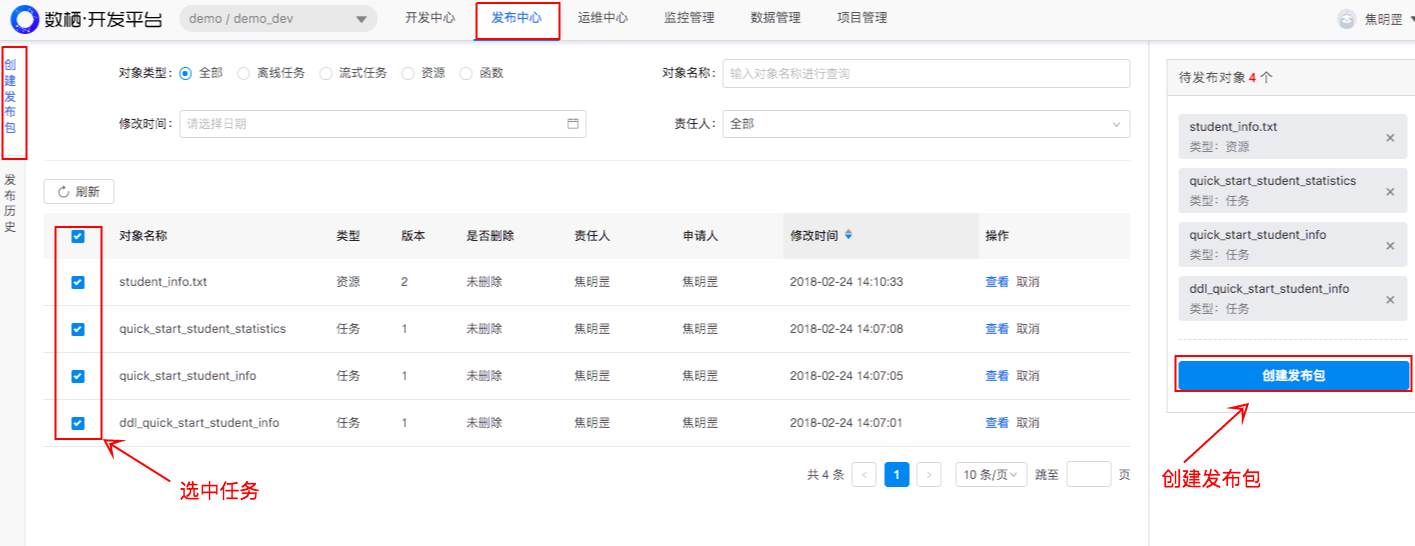 数栖·开发平台
demo / demo_dev
开发中心
发布中心
运维中心
监控管理
数据管理
项目管理
焦明罡
创建发布包
发布历史
对象类型: 全部 离线任务 流式任务 资源 函数
对象名称: 输入对象名称进行查询
修改时间: 请选择日期
责任人: 全部
刷新
对象名称 类型 版本 是否删除 责任人 申请人 修改时间 操作
student_info.txt 资源 2 未删除 焦明罡 焦明罡 2018-02-24 14:10:33 查看 取消
quick_start_student_statistics 任务 1 未删除 焦明罡 焦明罡 2018-02-24 14:07:08 查看 取消
quick_start_student_info 任务 1 未删除 焦明罡 焦明罡 2018-02-24 14:07:05 查看 取消
ddl_quick_start_student_info 任务 1 未删除 焦明罡 焦明罡 2018-02-24 14:07:01 查看 取消
共 4 条 < 1 > 10 条/页 跳至 页
选中任务
待发布对象 4 个
student_info.txt
类型: 资源
quick_start_student_statistics
类型: 任务
quick_start_student_info
类型: 任务
ddl_quick_start_student_info
类型: 任务
创建发布包
创建发布包